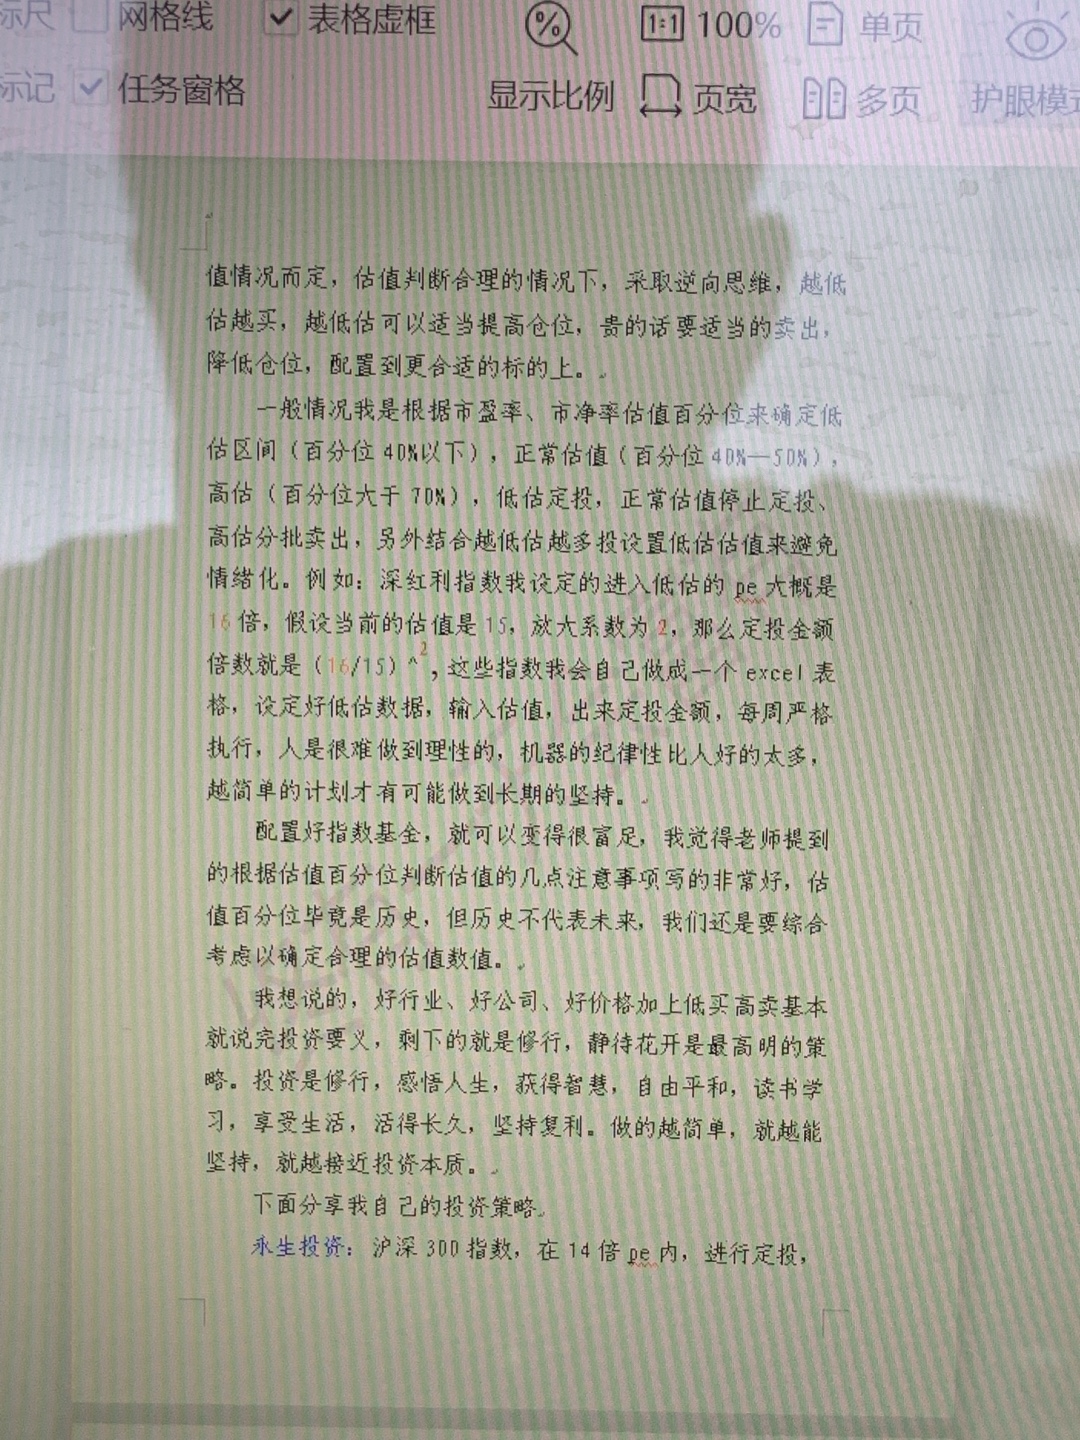 标尺 网格线 表格虚框 100% 单页
标记 任务窗格 显示比例 页宽 多页 护眼模式
值情况而定，估值判断合理的情况下，采取逆向思维，越低
估越买，越低估可以适当提高仓位，贵的话要适当的卖出，
降低仓位，配置到更合适的标的上。
一般情况我是根据市盈率、市净率估值百分位来确定低
估区间（百分位 40%以下），正常估值（百分位 40%—50%），
高估（百分位大于 70%），低估定投，正常估值停止定投、
高估分批卖出，另外结合越低估越多投设置低估估值来避免
情绪化。例如：深红利指数我设定的进入低估的 pe 大概是
16 倍，假设当前的估值是 15，放大系数为 2，那么定投金额
倍数就是（16/15）^²，这些指数我会自己做成一个 excel 表
格，设定好低估数据，输入估值，出来定投金额，每周严格
执行，人是很难做到理性的，机器的纪律性比人好的太多，
越简单的计划才有可能做到长期的坚持。
配置好指数基金，就可以变得很富足，我觉得老师提到
的根据估值百分位判断估值的几点注意事项写的非常好，估
值百分位毕竟是历史，但历史不代表未来，我们还是要综合
考虑以确定合理的估值数值。
我想说的，好行业、好公司、好价格加上低买高卖基本
就说完投资要义，剩下的就是修行，静待花开是最高明的策
略。投资是修行，感悟人生，获得智慧，自由平和，读书学
习，享受生活，活得长久，坚持复利。做的越简单，就越能
坚持，就越接近投资本质。
下面分享我自己的投资策略
永生投资：沪深 300 指数，在 14 倍 pe 内，进行定投，